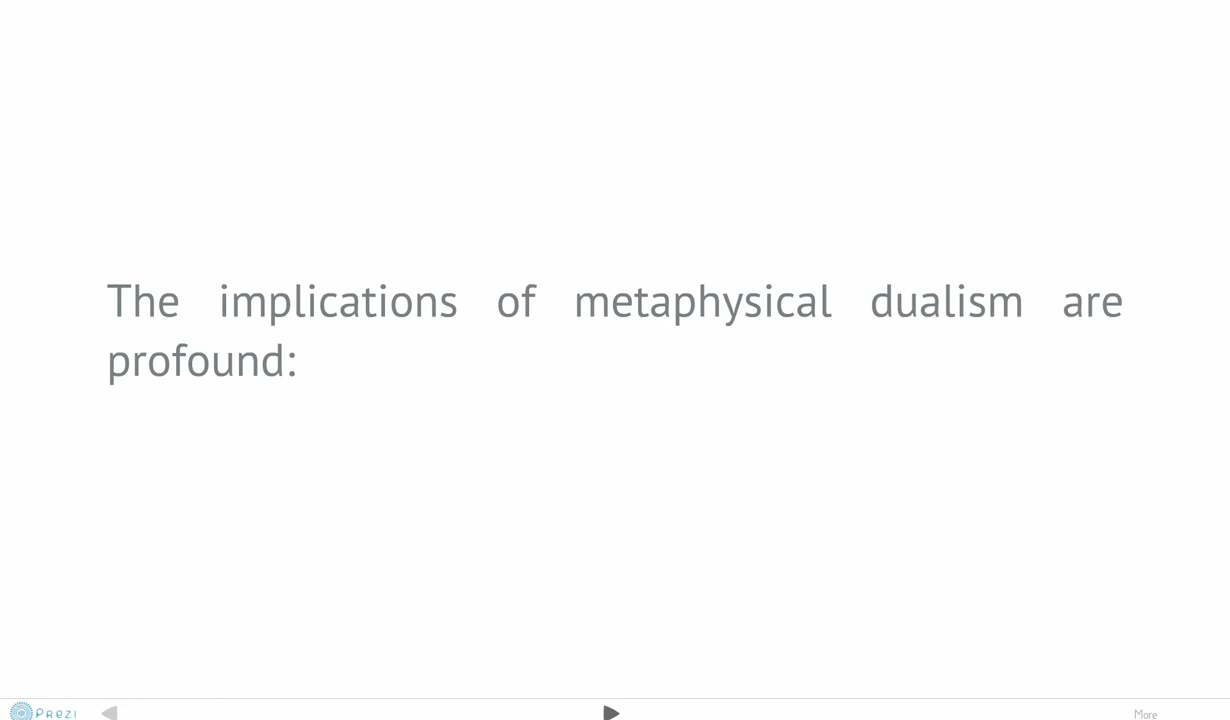 The implications of metaphysical dualism are
profound:
Prezi
More